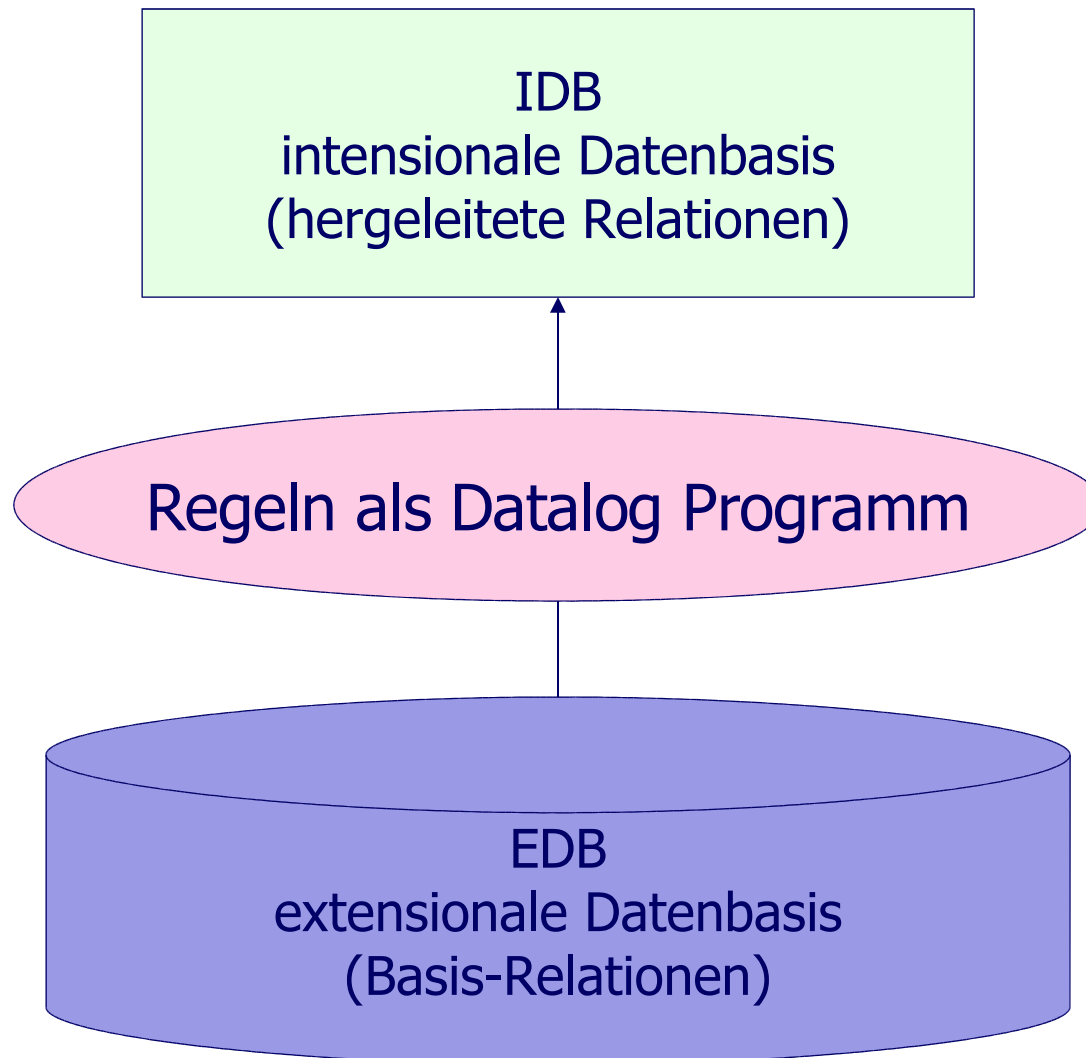 IDB
intensionale Datenbasis
(hergeleitete Relationen)
Regeln als Datalog Programm
EDB
extensionale Datenbasis
(Basis-Relationen)